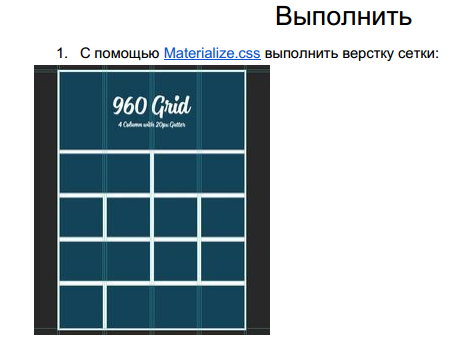 Выполнить
1. С помощью Materialize.css выполнить верстку сетки:
960 Grid
4 Column with 20px Gutter